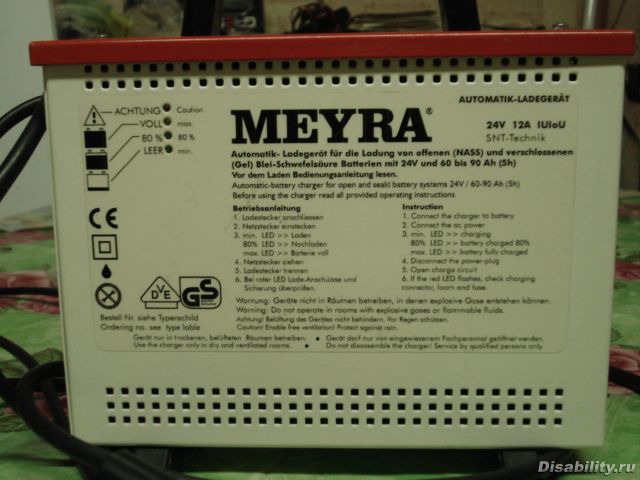 AUTOMATIK-LADEGERÄT
MEYRA®
24V 12A IUIoU
SNT-Technik
ACHTUNG Caution
VOLL max.
80 % 80 %
LEER min.
Automatik- Ladegerät für die Ladung von offenen (NASS) und verschlossenen
(Gel) Blei-Schwefelsäure Batterien mit 24V und 60 bis 90 Ah (5h)
Vor dem Laden Bedienungsanleitung lesen.
Automatic-battery charger for open and seald battery systems 24V / 60-90 Ah (5h)
Before using the charger read all provided operating instructions
Betriebsanleitung
1. Ladestecker anschliessen
2. Netzstecker einstecken
3. min. LED >> Laden
80% LED >> Nachladen
max. LED >> Batterie voll
4. Netzstecker ziehen
5. Ladestecker trennen
6. Bei roter LED Lade-Anschlüsse und
Sicherung überprüfen.
Instruction
1. Connect the charger to battery
2. Connect the ac power
3. min. LED >> charging
80% LED >> battery charged 80%
max. LED >> battery fully charged
4. Disconnect the power-plug
5. Open charge circuit
6. If the red LED flashes, check charging
connector, loom and fuse.
CE
DVE
GS
Bestell Nr. siehe Typenschild
Ordering no. see type lable
Warnung: Geräte nicht in Räumen betreiben, in denen explosive Gase entstehen können.
Warning: Do not operate in rooms with explosive gases or flammable fluids.
Achtung! Belüftung des Gerätes nicht behindern. Vor Regen schützen.
Caution! Enable free ventilation! Protect against rain.
Gerät nur in trockenen, belüfteten Räumen betreiben. • Gerät darf nur von eingewiesenem Fachpersonal geöffnet werden.
Use the charger only in dry and ventilated rooms. • Do not disassemble the charger! Service by qualified persons only.
Disability.ru